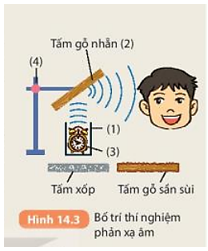 Tấm gỗ nhẵn (2)
(4)
(1)
(3)
Tấm xốp
Tấm gỗ sần sùi
Hình 14.3 Bố trí thí nghiệm
phản xạ âm